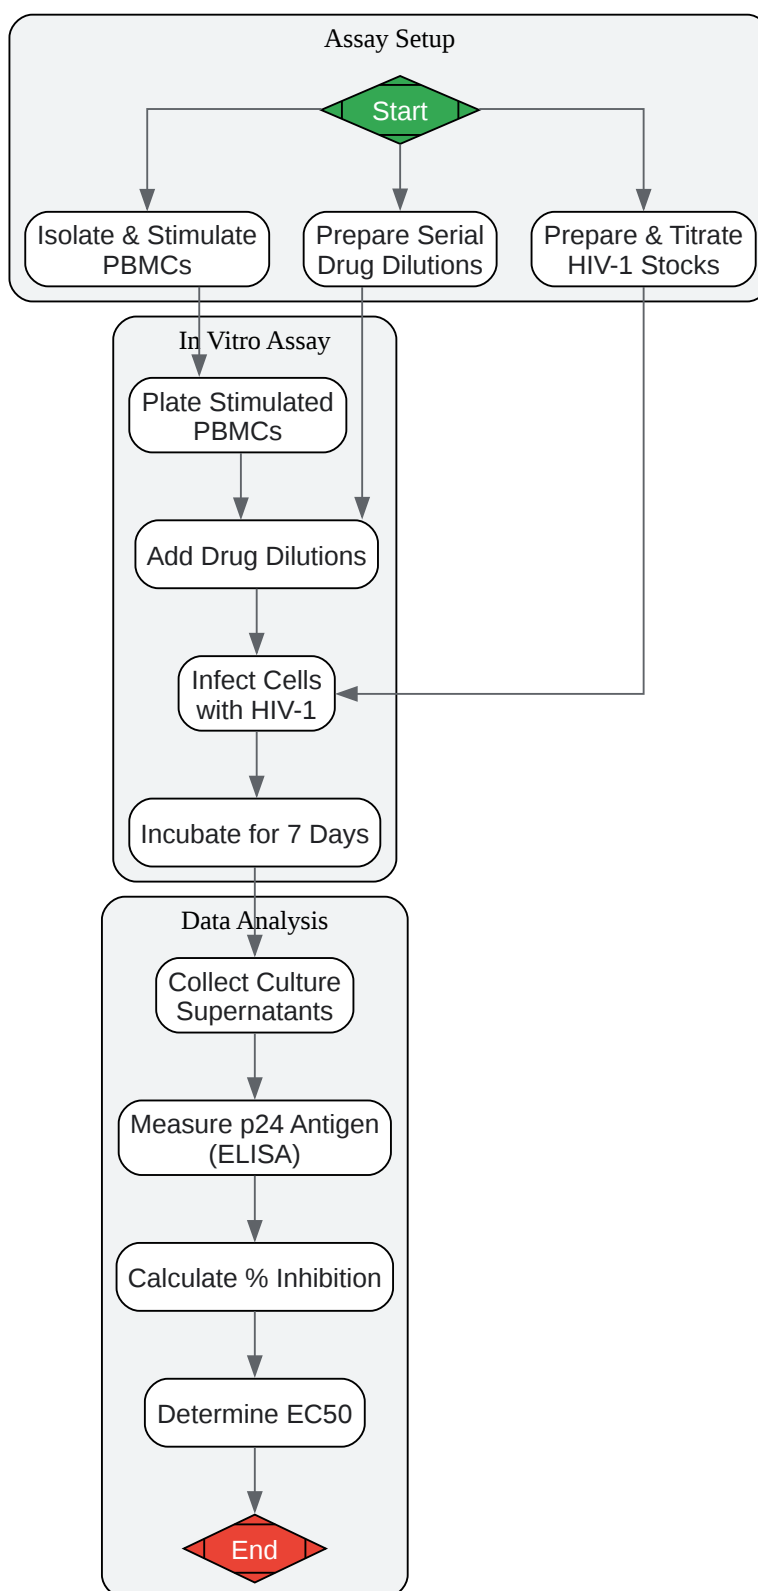 Assay Setup
Start
Isolate & Stimulate
PBMCs
Prepare Serial
Drug Dilutions
Prepare & Titrate
HIV-1 Stocks
In Vitro Assay
Plate Stimulated
PBMCs
Add Drug Dilutions
Infect Cells
with HIV-1
Incubate for 7 Days
Data Analysis
Collect Culture
Supernatants
Measure p24 Antigen
(ELISA)
Calculate % Inhibition
Determine EC50
End